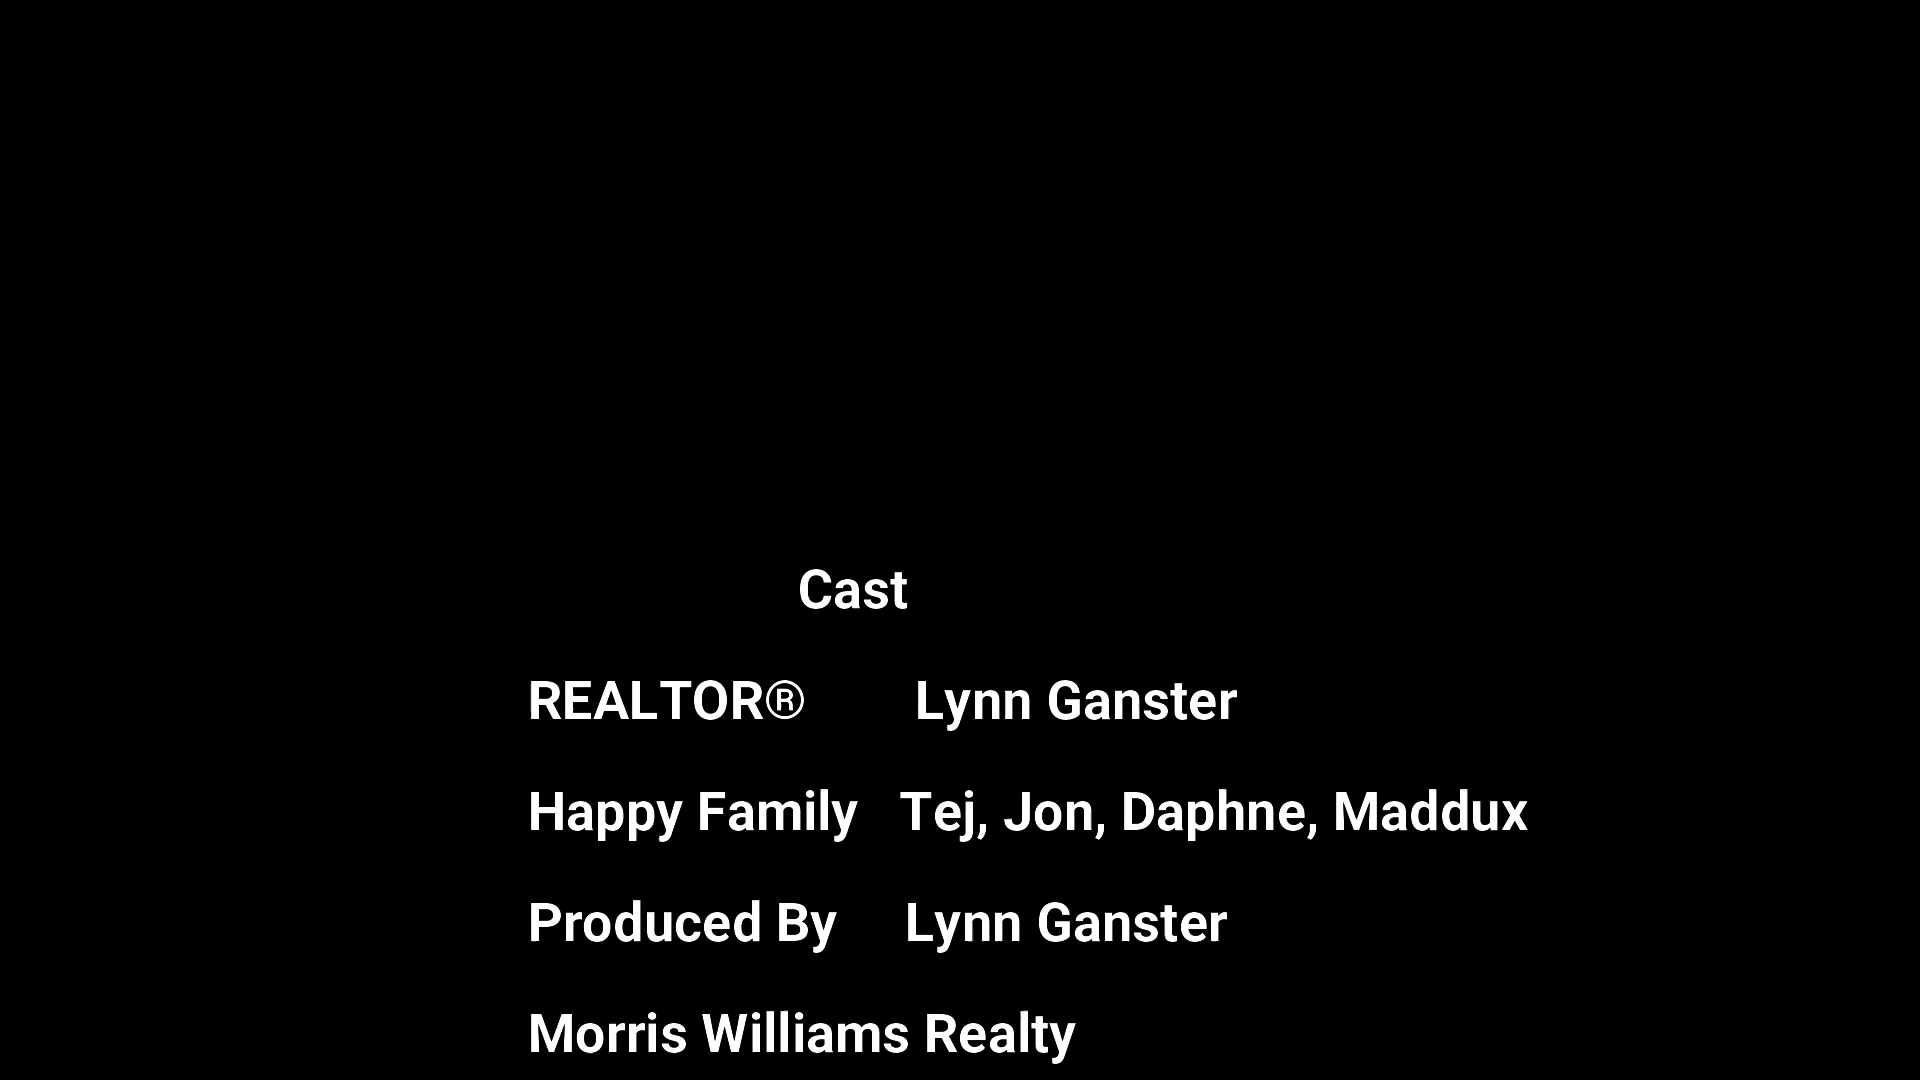 Cast
REALTOR® Lynn Ganster
Happy Family Tej, Jon, Daphne, Maddux
Produced By Lynn Ganster
Morris Williams Realty